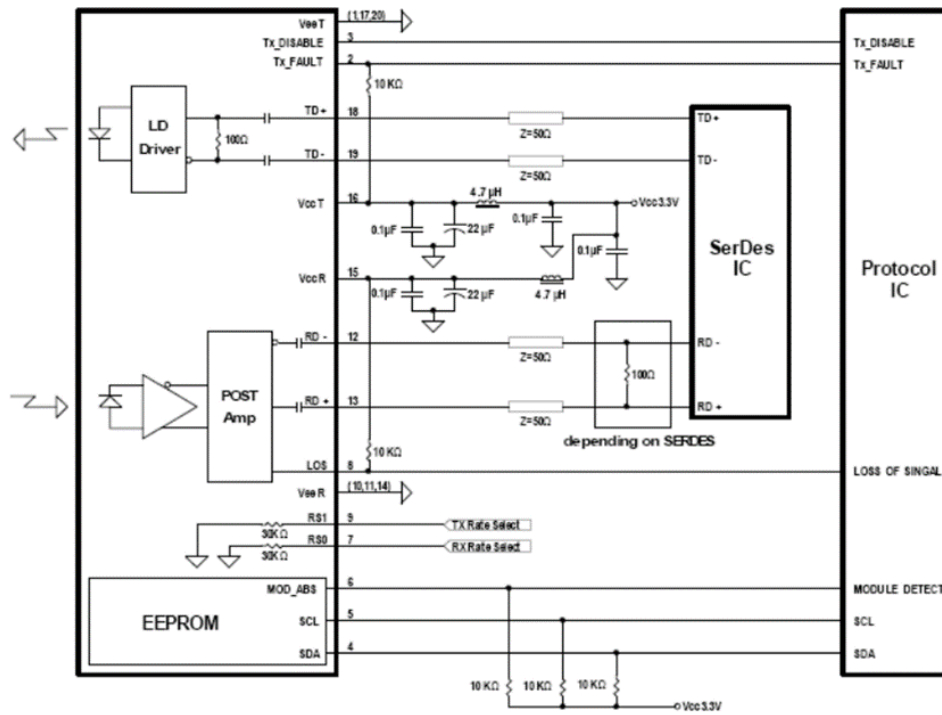 VeeT (1,17,20)
Tx_DISABLE 3 Tx_DISABLE
Tx_FAULT 2 Tx_FAULT
10 KΩ
LD
Driver
100Ω
TD+ 18 Z=50Ω TD+
TD- 19 Z=50Ω TD-
VccT 16 4.7 µH Vcc3.3V
0.1µF 22 µF 0.1µF 0.1µF
SerDes
IC
Protocol
IC
VccR 15
0.1µF 22 µF 4.7 µH
RD - 12 Z=50Ω RD -
100Ω
POST
Amp
RD + 13 Z=50Ω RD +
depending on SERDES
10 KΩ
LOS 8 LOSS OF SINGAL
VeeR (10,11,14)
RS1 9 TX Rate Select
30KΩ
RS0 7 RX Rate Select
30KΩ
MOD_ABS 6 MODULE DETECT
EEPROM
SCL 5 SCL
SDA 4 SDA
10 KΩ 10 KΩ 10 KΩ
Vcc3.3V